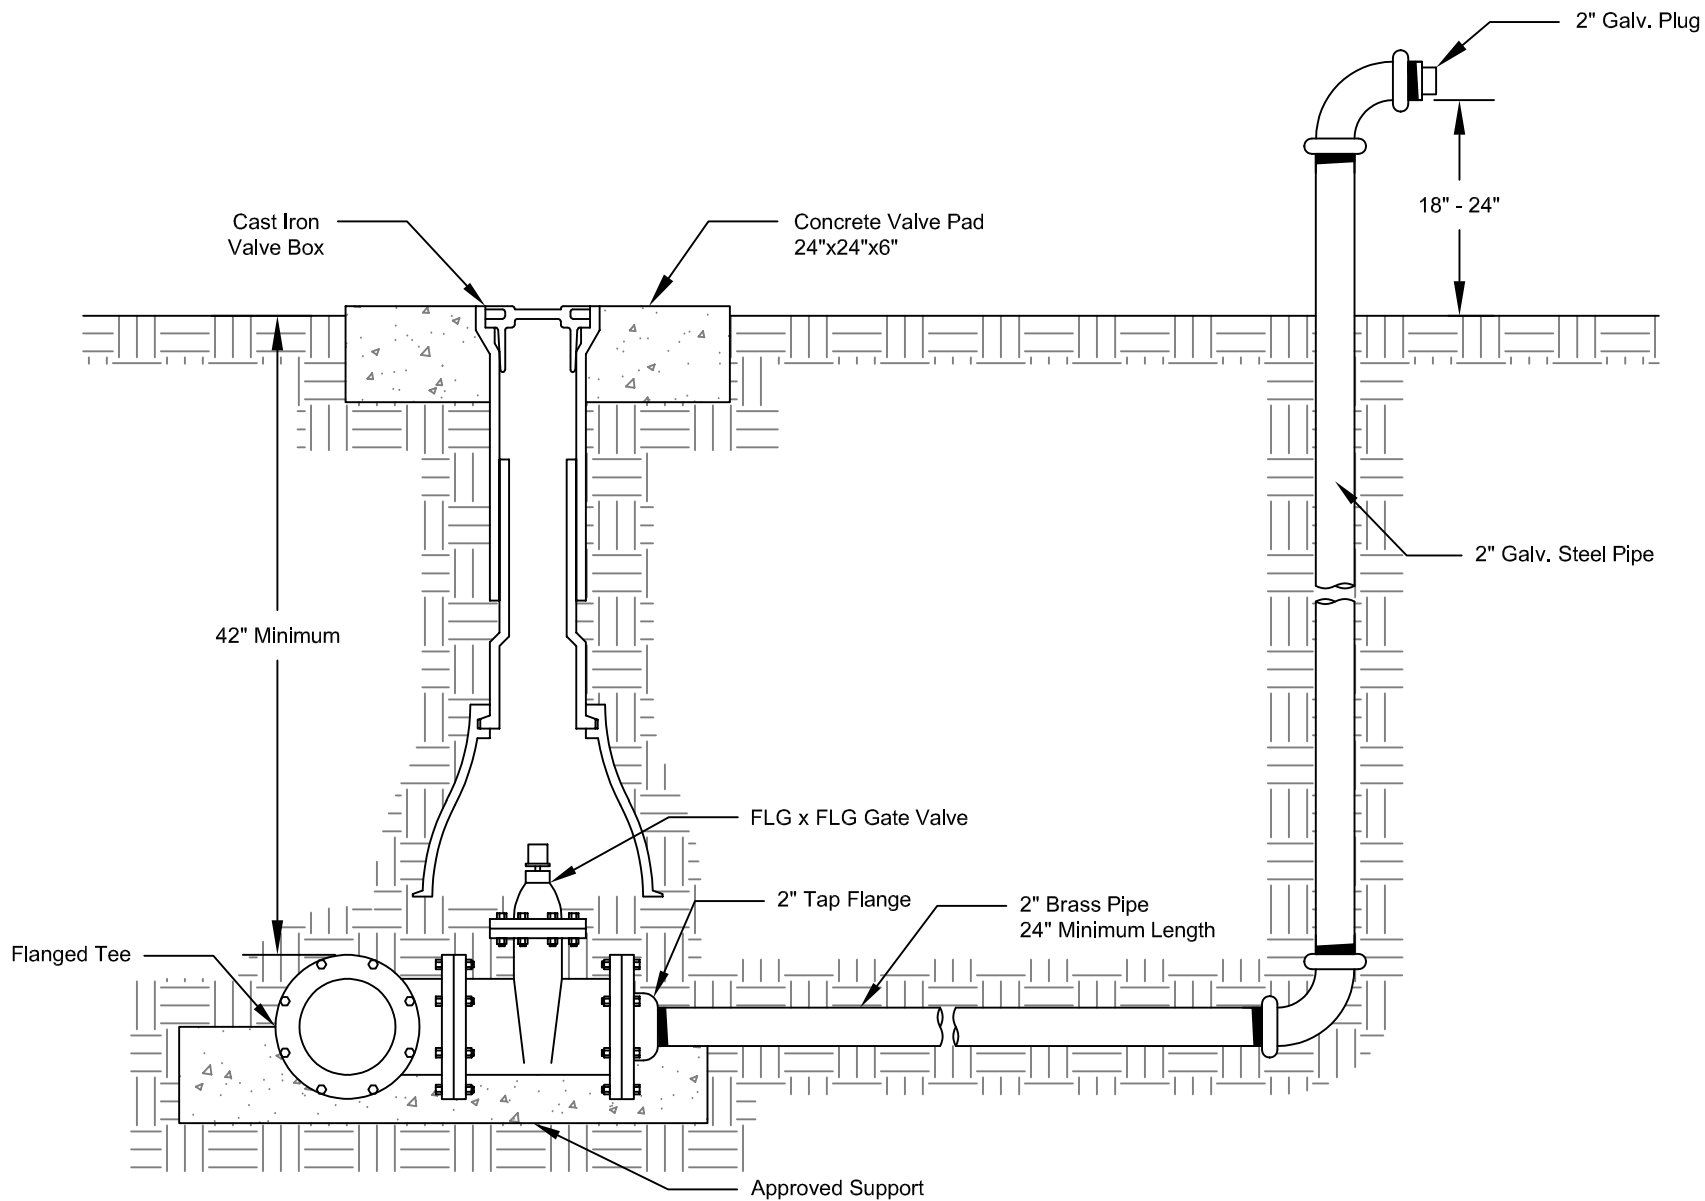 2" Galv. Plug
18" - 24"
Cast Iron
Valve Box
Concrete Valve Pad
24"x24"x6"
2" Galv. Steel Pipe
42" Minimum
FLG x FLG Gate Valve
2" Tap Flange
2" Brass Pipe
24" Minimum Length
Flanged Tee
Approved Support